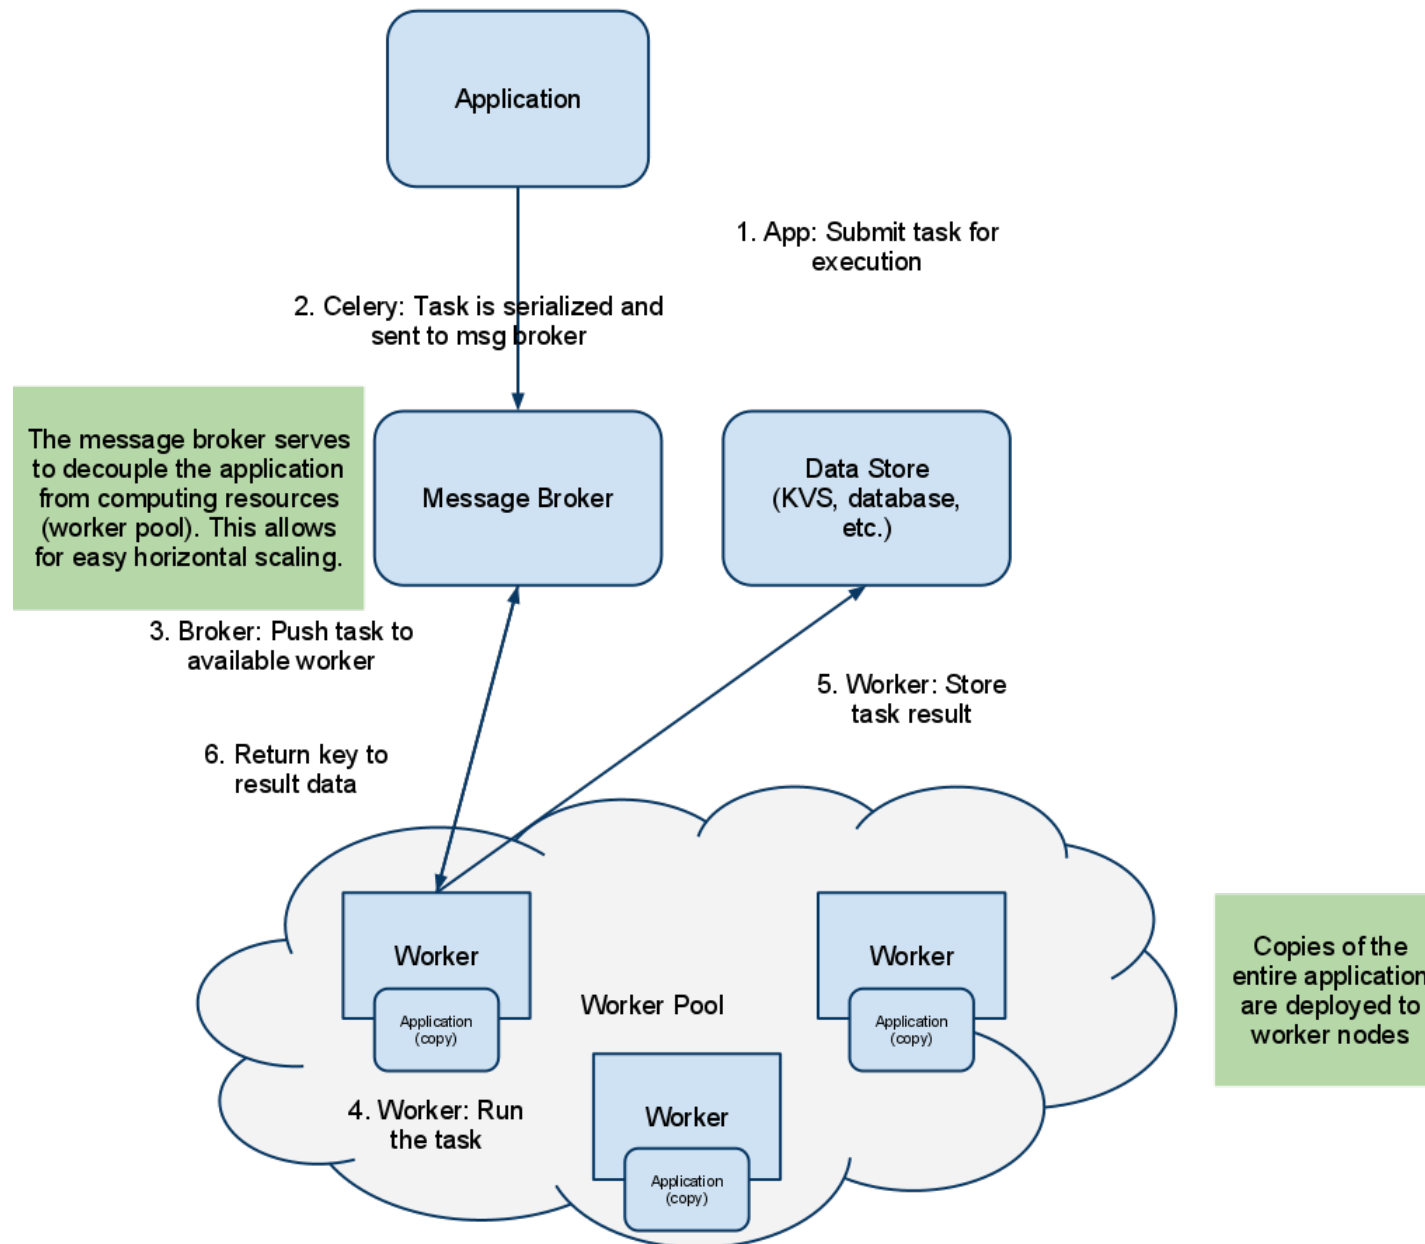 Application
1. App: Submit task for
execution
2. Celery: Task is serialized and
sent to msg broker
The message broker serves
to decouple the application
from computing resources
(worker pool). This allows
for easy horizontal scaling.
Message Broker
Data Store
(KVS, database,
etc.)
3. Broker: Push task to
available worker
5. Worker: Store
task result
6. Return key to
result data
Worker
Application
(copy)
Worker Pool
Worker
Application
(copy)
Copies of the
entire application
are deployed to
worker nodes
4. Worker: Run
the task
Worker
Application
(copy)